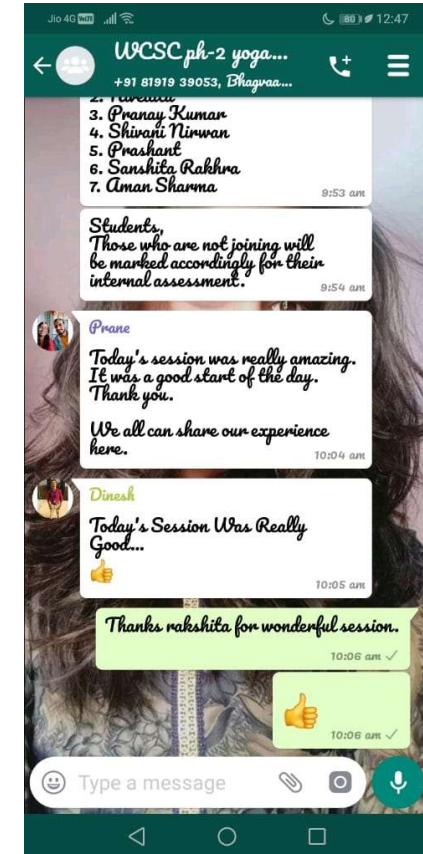 Jio 4G VoLTE 80 12:47
WCSC ph-2 yoga...
+91 81919 39053, Bhagvaa...
3. Pranay Kumar
4. Shivani Nirwan
5. Prashant
6. Sanshita Rakhra
7. Aman Sharma
9:53 am
Students,
Those who are not joining will
be marked accordingly for their
internal assessment.
9:54 am
Prane
Today's session was really amazing.
It was a good start of the day.
Thank you.
We all can share our experience
here.
10:04 am
Dinesh
Today's Session Was Really
Good...
10:05 am
Thanks rakshita for wonderful session.
10:06 am
10:06 am
Type a message